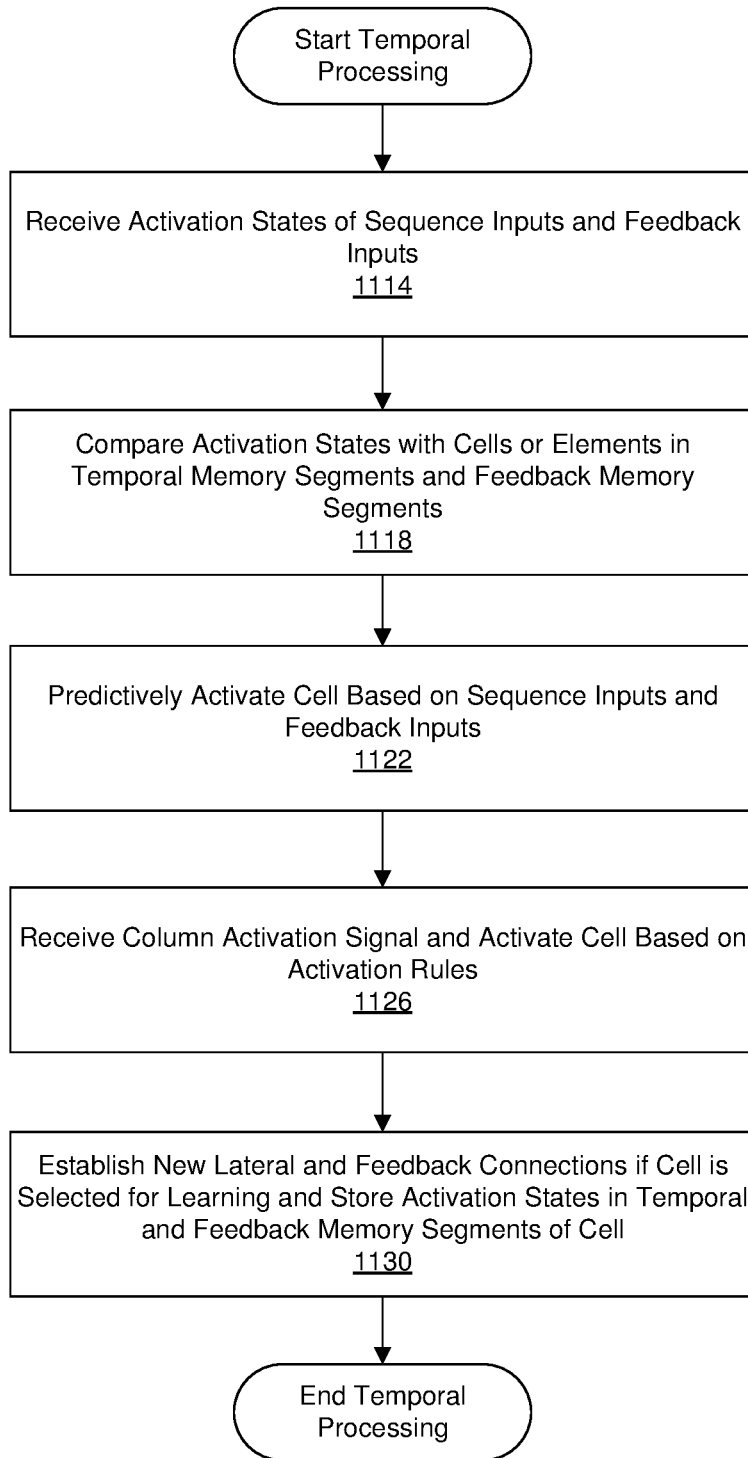 Start Temporal
Processing
Receive Activation States of Sequence Inputs and Feedback
Inputs
1114
Compare Activation States with Cells or Elements in
Temporal Memory Segments and Feedback Memory
Segments
1118
Predictively Activate Cell Based on Sequence Inputs and
Feedback Inputs
1122
Receive Column Activation Signal and Activate Cell Based on
Activation Rules
1126
Establish New Lateral and Feedback Connections if Cell is
Selected for Learning and Store Activation States in Temporal
and Feedback Memory Segments of Cell
1130
End Temporal
Processing